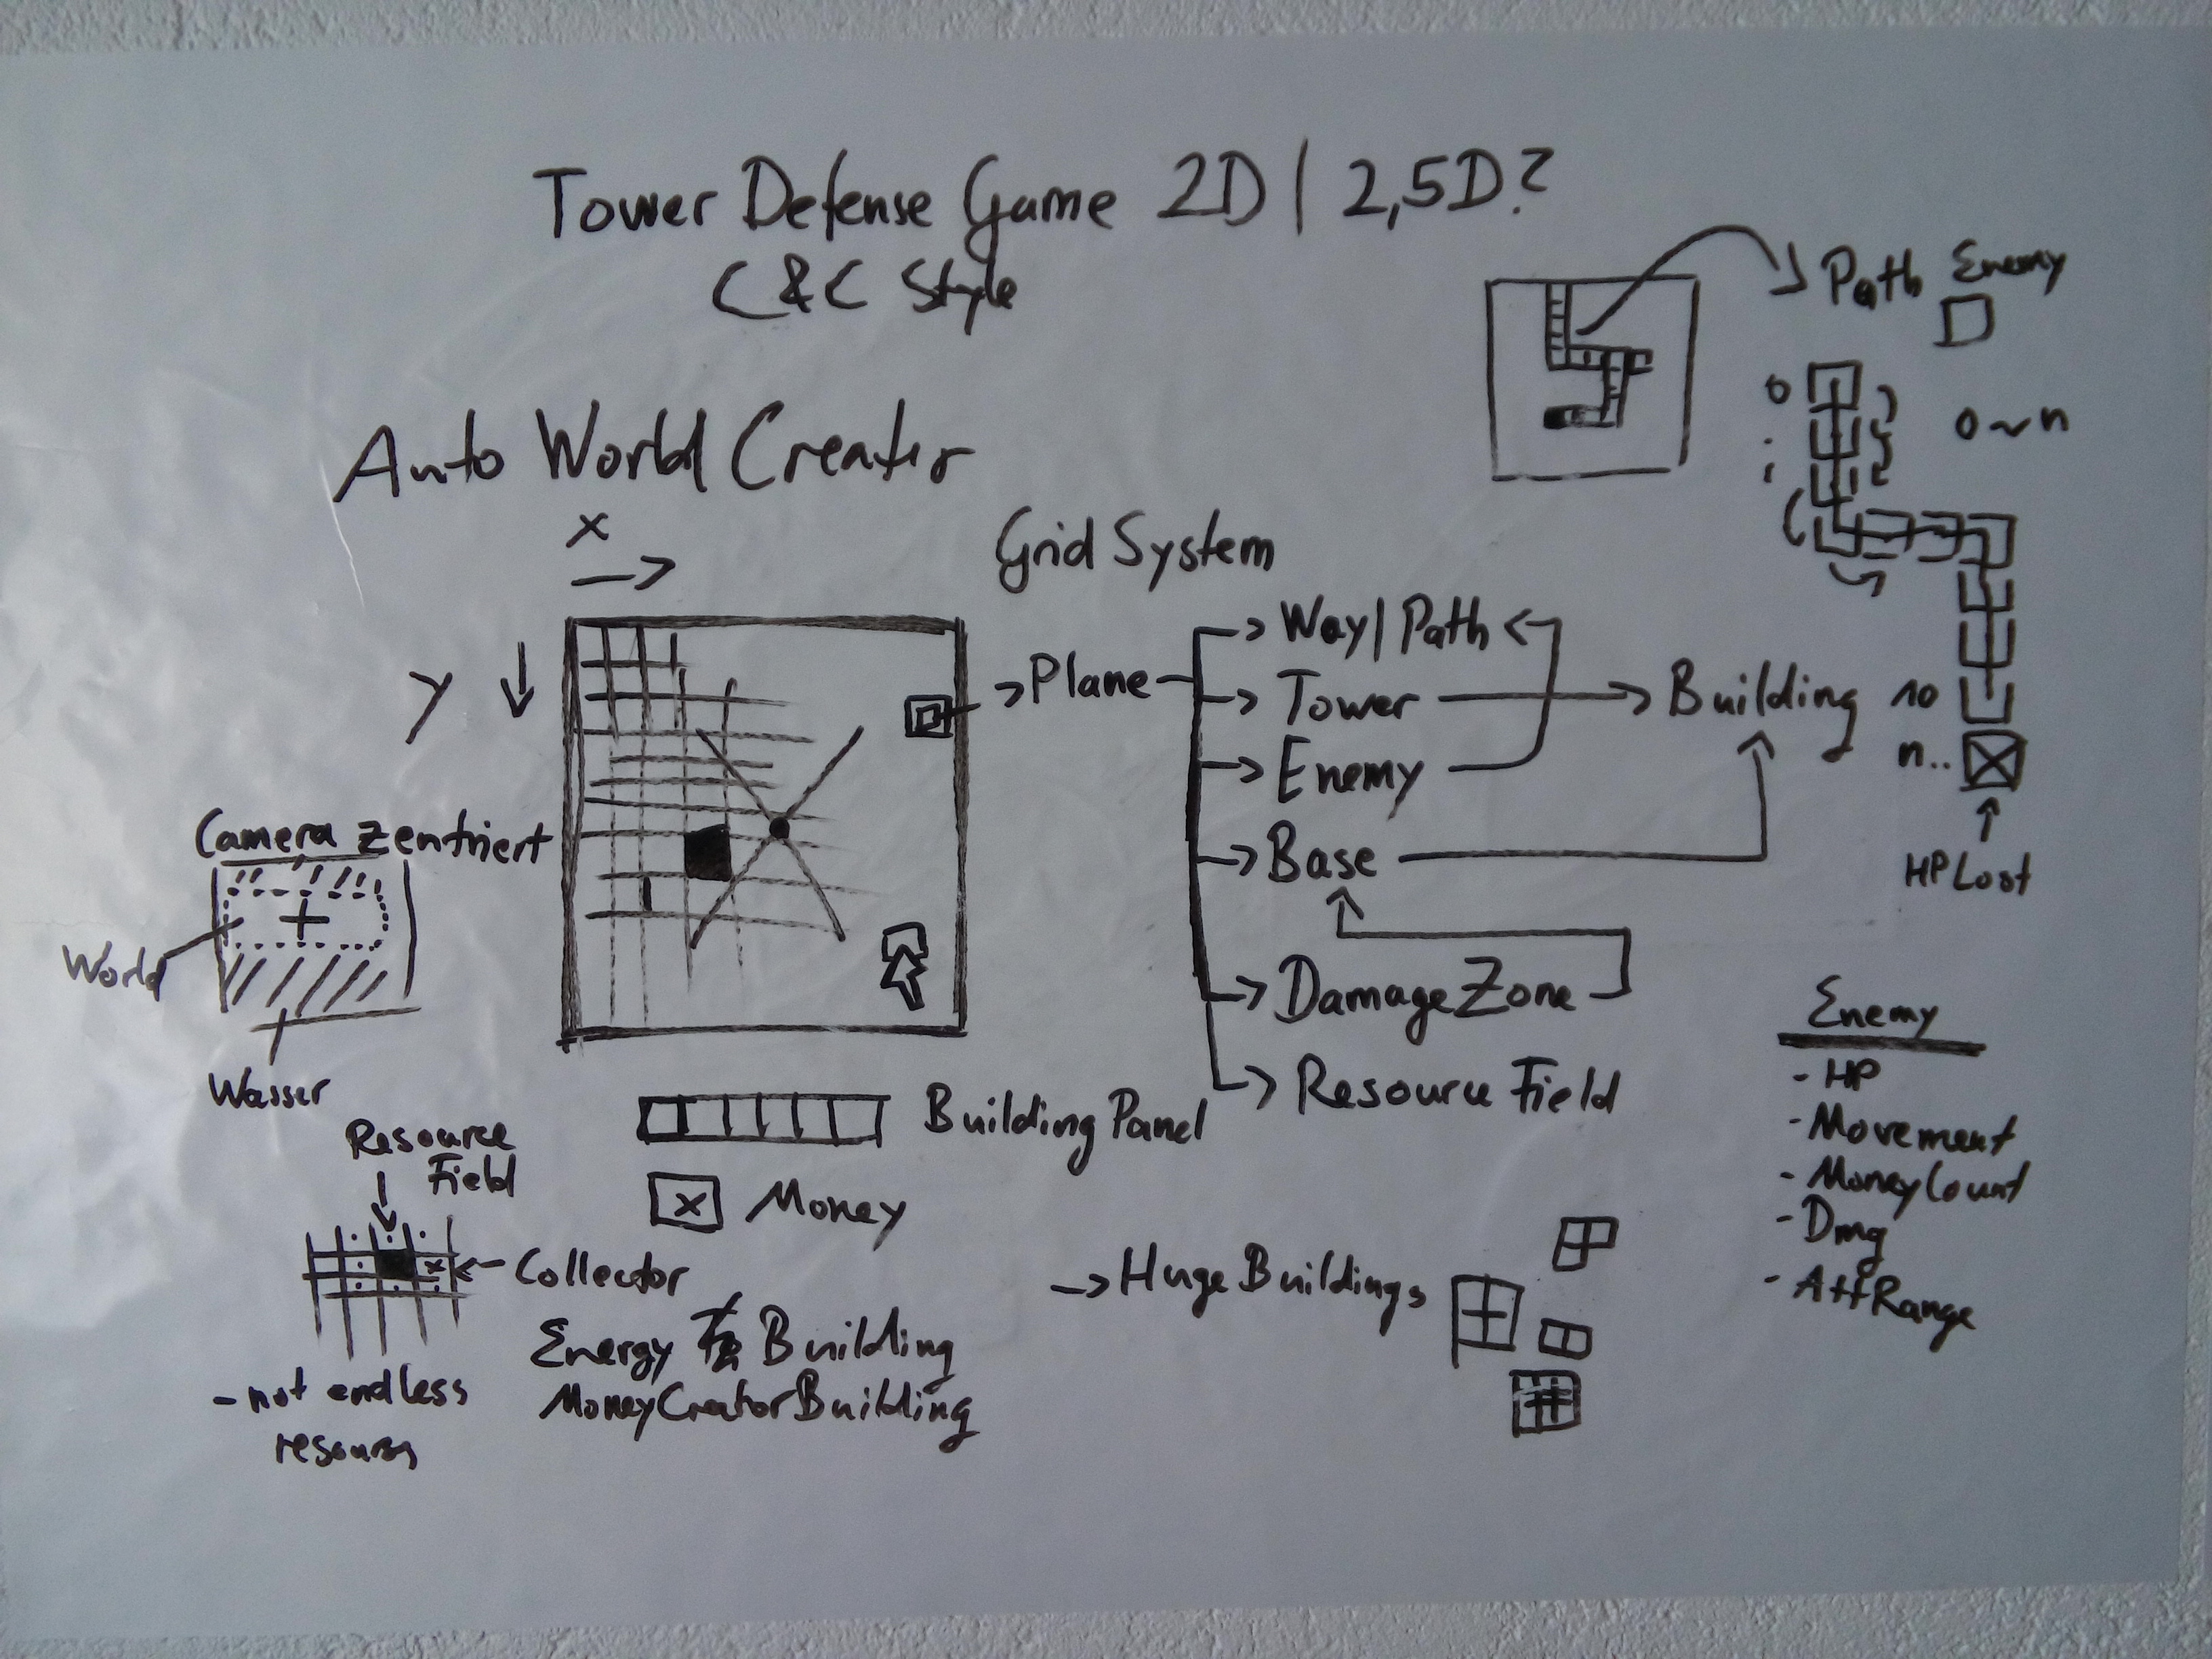 Tower Defense Game 2D | 2,5D?
C & C Style
Path Enemy
0
0 ~ n
Auto World Creator
x
y
Grid System
Plane
Way | Path
Tower
Enemy
Base
DamageZone
Resource Field
Building
10
n..
HP Lost
Camera zentriert
World
Wasser
Building Panel
x Money
Resource
Field
x
Collector
Energy Building
MoneyCreatorBuilding
- not endless
Huge Buildings
Enemy
- HP
- Movement
- MoneyCount
- Dmg
- AttRange